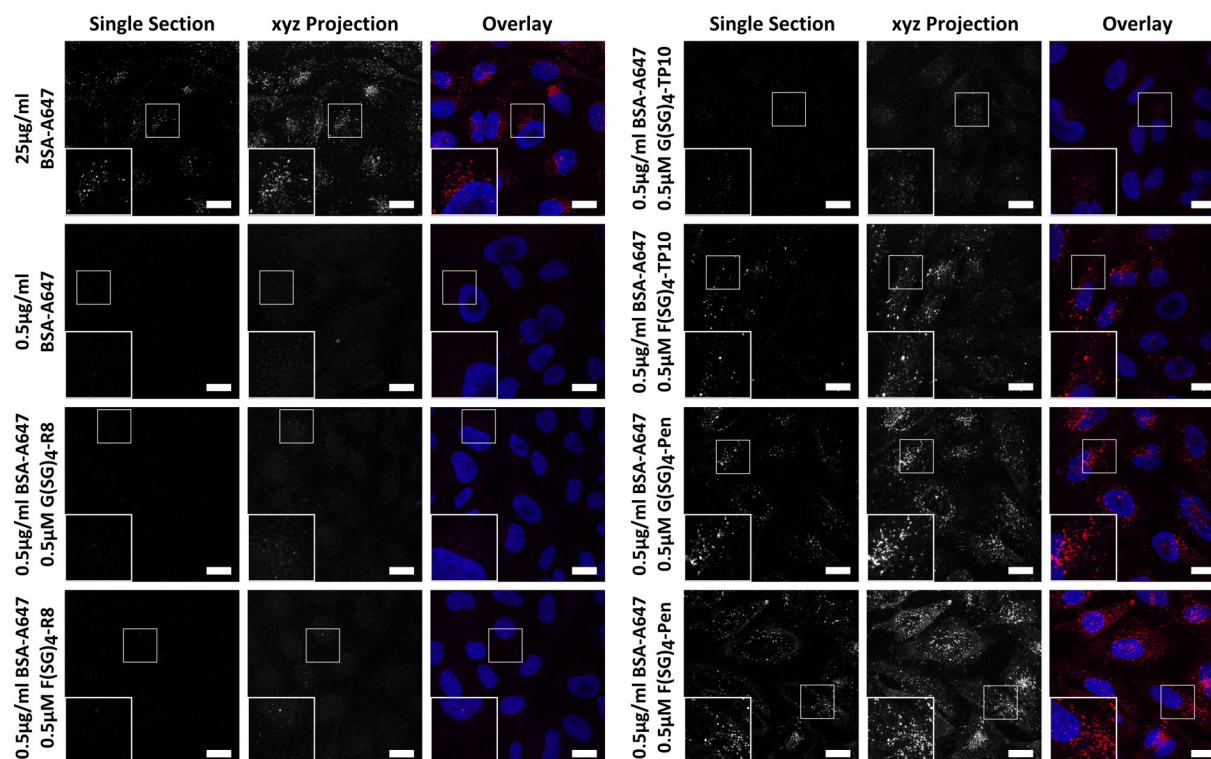 Single Section xyz Projection Overlay
25µg/ml
BSA-A647
0.5µg/ml
BSA-A647
0.5µg/ml BSA-A647
0.5µM G(SG)4-R8
0.5µg/ml BSA-A647
0.5µM F(SG)4-R8
Single Section xyz Projection Overlay
0.5µg/ml BSA-A647
0.5µM G(SG)4-TP10
0.5µg/ml BSA-A647
0.5µM F(SG)4-TP10
0.5µg/ml BSA-A647
0.5µM G(SG)4-Pen
0.5µg/ml BSA-A647
0.5µM F(SG)4-Pen